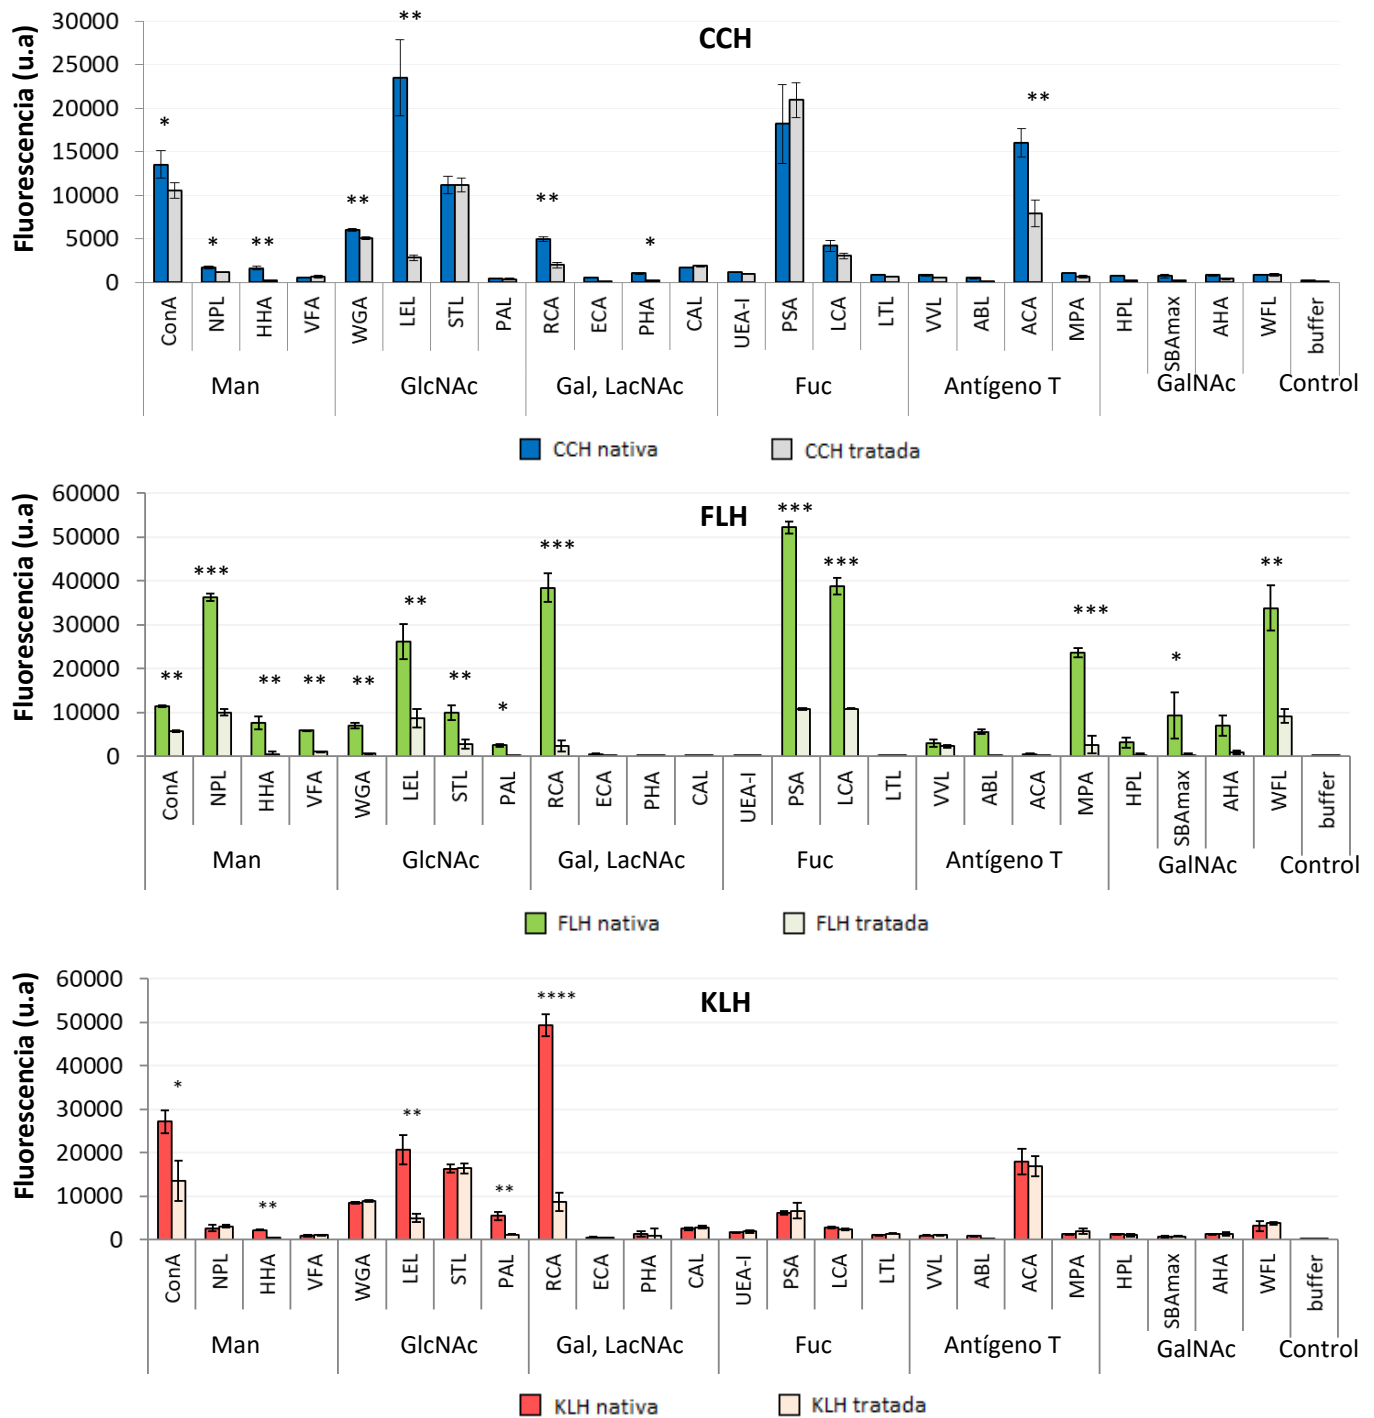 CCH
Fluorescencia (u.a)
30000
25000
20000
15000
10000
5000
0
* * ** ** ** ** * **
ConA NPL HHA VFA WGA LEL STL PAL RCA ECA PHA CAL UEA-I PSA LCA LTL VVL ABL ACA MPA HPL SBAmax AHA WFL buffer
Man GlcNAc Gal, LacNAc Fuc Antígeno T GalNAc Control
CCH nativa CCH tratada
FLH
Fluorescencia (u.a)
60000
50000
40000
30000
20000
10000
0
** *** ** ** ** ** ** * *** *** *** *** * **
ConA NPL HHA VFA WGA LEL STL PAL RCA ECA PHA CAL UEA-I PSA LCA LTL VVL ABL ACA MPA HPL SBAmax AHA WFL buffer
Man GlcNAc Gal, LacNAc Fuc Antígeno T GalNAc Control
FLH nativa FLH tratada
KLH
Fluorescencia (u.a)
60000
50000
40000
30000
20000
10000
0
* ** ** ** ****
ConA NPL HHA VFA WGA LEL STL PAL RCA ECA PHA CAL UEA-I PSA LCA LTL VVL ABL ACA MPA HPL SBAmax AHA WFL buffer
Man GlcNAc Gal, LacNAc Fuc Antígeno T GalNAc Control
KLH nativa KLH tratada